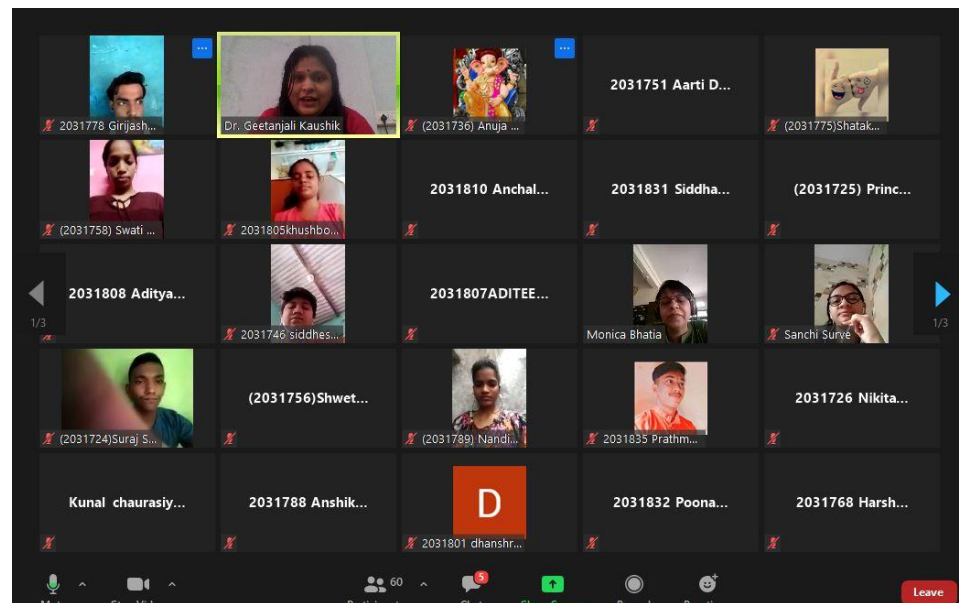 2031778 Girijash...
Dr. Geetanjali Kaushik
(2031736) Anuja ...
2031751 Aarti D...
(2031775)Shatak...
(2031758) Swati ...
2031805khushbo...
2031810 Anchal...
2031831 Siddha...
(2031725) Princ...
2031808 Aditya...
2031746 siddhes...
2031807ADITEE...
Monica Bhatia
Sanchi Surve
1/3
1/3
(2031724)Suraj S...
(2031756)Shwet...
(2031789) Nandi...
2031835 Prathm...
2031726 Nikita...
Kunal chaurasiy...
2031788 Anshik...
D
2031801 dhanshr...
2031832 Poona...
2031768 Harsh...
60
5
Leave